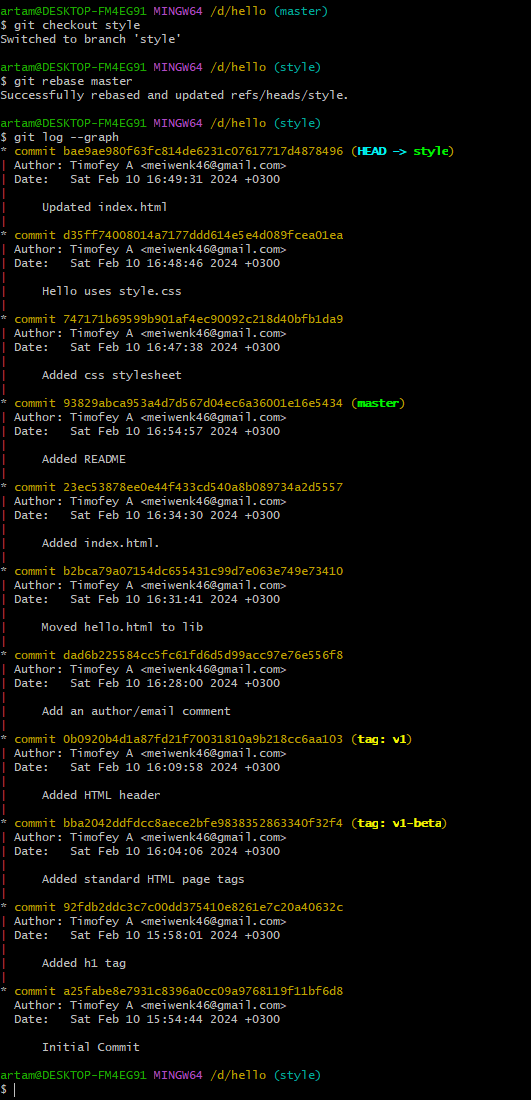 artam@DESKTOP-FM4EG91 MINGW64 /d/hello (master)
$ git checkout style
Switched to branch 'style'

artam@DESKTOP-FM4EG91 MINGW64 /d/hello (style)
$ git rebase master
Successfully rebased and updated refs/heads/style.

artam@DESKTOP-FM4EG91 MINGW64 /d/hello (style)
$ git log --graph
* commit bae9ae980f63fc814de6231c07617717d4878496 (HEAD -> style)
| Author: Timofey A <meiwenk46@gmail.com>
| Date:   Sat Feb 10 16:49:31 2024 +0300
|
|     Updated index.html
|
* commit d35ff74008014a7177ddd614e5e4d089fcea01ea
| Author: Timofey A <meiwenk46@gmail.com>
| Date:   Sat Feb 10 16:48:46 2024 +0300
|
|     Hello uses style.css
|
* commit 747171b69599b901af4ec90092c218d40bfb1da9
| Author: Timofey A <meiwenk46@gmail.com>
| Date:   Sat Feb 10 16:47:38 2024 +0300
|
|     Added css stylesheet
|
* commit 93829abca953a4d7d567d04ec6a36001e16e5434 (master)
| Author: Timofey A <meiwenk46@gmail.com>
| Date:   Sat Feb 10 16:54:57 2024 +0300
|
|     Added README
|
* commit 23ec53878ee0e44f433cd540a8b089734a2d5557
| Author: Timofey A <meiwenk46@gmail.com>
| Date:   Sat Feb 10 16:34:30 2024 +0300
|
|     Added index.html.
|
* commit b2bca79a07154dc655431c99d7e063e749e73410
| Author: Timofey A <meiwenk46@gmail.com>
| Date:   Sat Feb 10 16:31:41 2024 +0300
|
|     Moved hello.html to lib
|
* commit dad6b225584cc5fc61fd6d5d99acc97e76e556f8
| Author: Timofey A <meiwenk46@gmail.com>
| Date:   Sat Feb 10 16:28:00 2024 +0300
|
|     Add an author/email comment
|
* commit 0b0920b4d1a87fd21f70031810a9b218cc6aa103 (tag: v1)
| Author: Timofey A <meiwenk46@gmail.com>
| Date:   Sat Feb 10 16:09:58 2024 +0300
|
|     Added HTML header
|
* commit bba2042ddfdcc8aece2bfe9838352863340f32f4 (tag: v1-beta)
| Author: Timofey A <meiwenk46@gmail.com>
| Date:   Sat Feb 10 16:04:06 2024 +0300
|
|     Added standard HTML page tags
|
* commit 92fdb2ddc3c7c00dd375410e8261e7c20a40632c
| Author: Timofey A <meiwenk46@gmail.com>
| Date:   Sat Feb 10 15:58:01 2024 +0300
|
|     Added h1 tag
|
* commit a25fabe8e7931c8396a0cc09a9768119f11bf6d8
  Author: Timofey A <meiwenk46@gmail.com>
  Date:   Sat Feb 10 15:54:44 2024 +0300

      Initial Commit

artam@DESKTOP-FM4EG91 MINGW64 /d/hello (style)
$